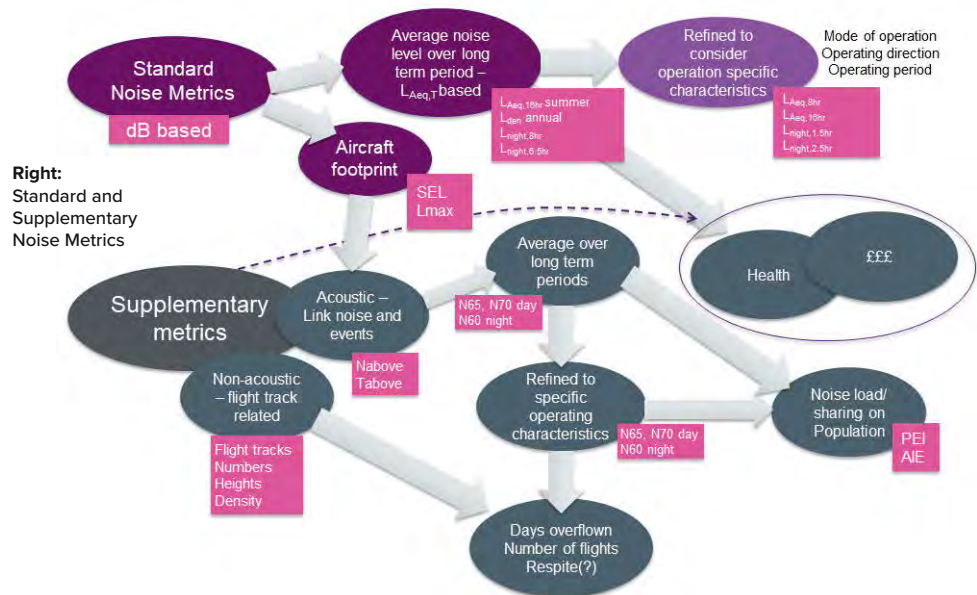 Standard
Noise Metrics
dB based
Average noise
level over long
term period –
LAeq,T based
LAeq,16hr summer
Lden annual
Lnight,8hr
Lnight,6.5hr
Refined to
consider
operation specific
characteristics
Mode of operation
Operating direction
Operating period
LAeq,8hr
LAeq,16hr
Lnight,1.5hr
Lnight,2.5hr
Aircraft
footprint
SEL
Lmax
Right:
Standard and
Supplementary
Noise Metrics
Health
£££
Supplementary
metrics
Acoustic –
Link noise and
events
Nabove
Tabove
Average over
long term
periods
N65, N70 day
N60 night
Non-acoustic
– flight track
related
Flight tracks
Numbers
Heights
Density
Refined to
specific
operating
characteristics
N65, N70 day
N60 night
Noise load/
sharing on
Population
PEI
AIE
Days overflown
Number of flights
Respite(?)